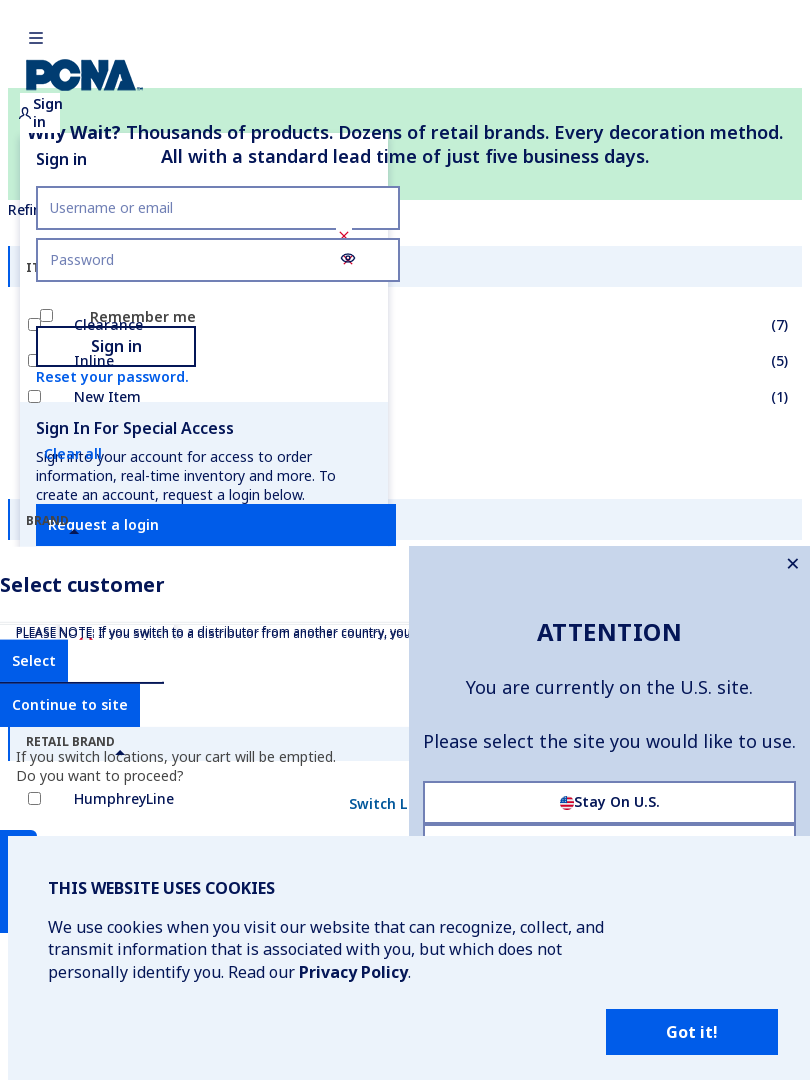 PCNA
Sign in
Why Wait? Thousands of products. Dozens of retail brands. Every decoration method.
All with a standard lead time of just five business days.
Sign in
Username or email
Password
Remember me
Clearance (7)
Sign in
Inline (5)
Reset your password.
New Item (1)
Sign In For Special Access
Clear all
Sign into your account for access to order
information, real-time inventory and more. To
create an account, request a login below.
BRAND
Request a login
Select customer
PLEASE NOTE: If you switch to a distributor from another country, you
Select
Continue to site
RETAIL BRAND
If you switch locations, your cart will be emptied.
Do you want to proceed?
HumphreyLine
Switch L
✕
ATTENTION
You are currently on the U.S. site.
Please select the site you would like to use.
Stay On U.S.
THIS WEBSITE USES COOKIES
We use cookies when you visit our website that can recognize, collect, and
transmit information that is associated with you, but which does not
personally identify you. Read our Privacy Policy.
Got it!